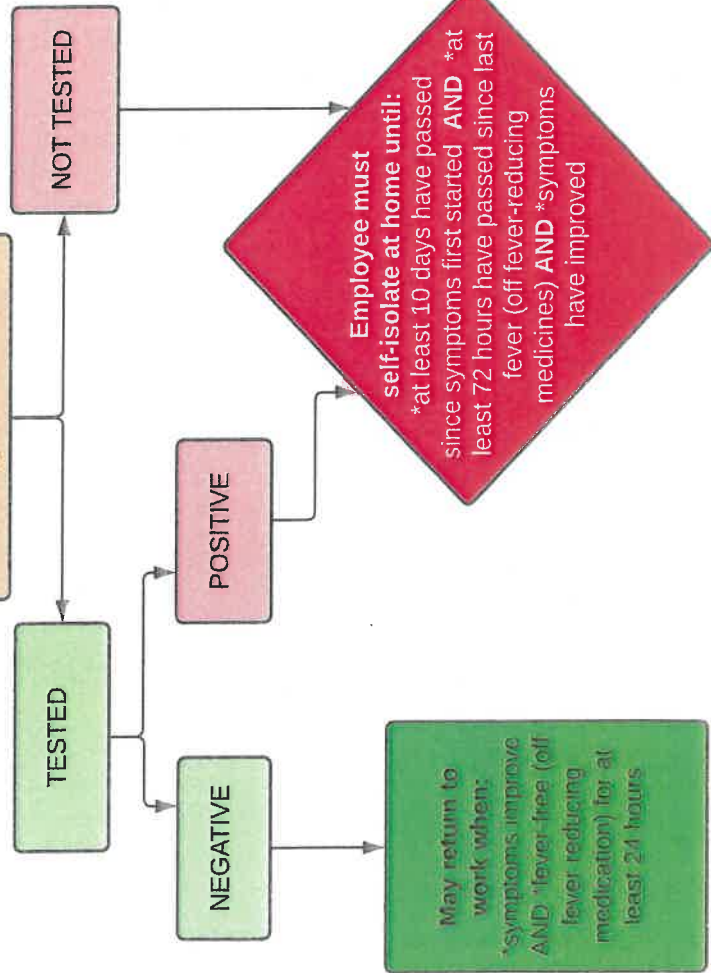 TESTED
NOT TESTED
NEGATIVE
POSITIVE
May return to
work when:
*symptoms improve
AND *fever free (off
fever reducing
medication) for at
least 24 hours
Employee must
self-isolate at home until:
*at least 10 days have passed
since symptoms first started AND *at
least 72 hours have passed since last
fever (off fever-reducing
medicines) AND *symptoms
have improved